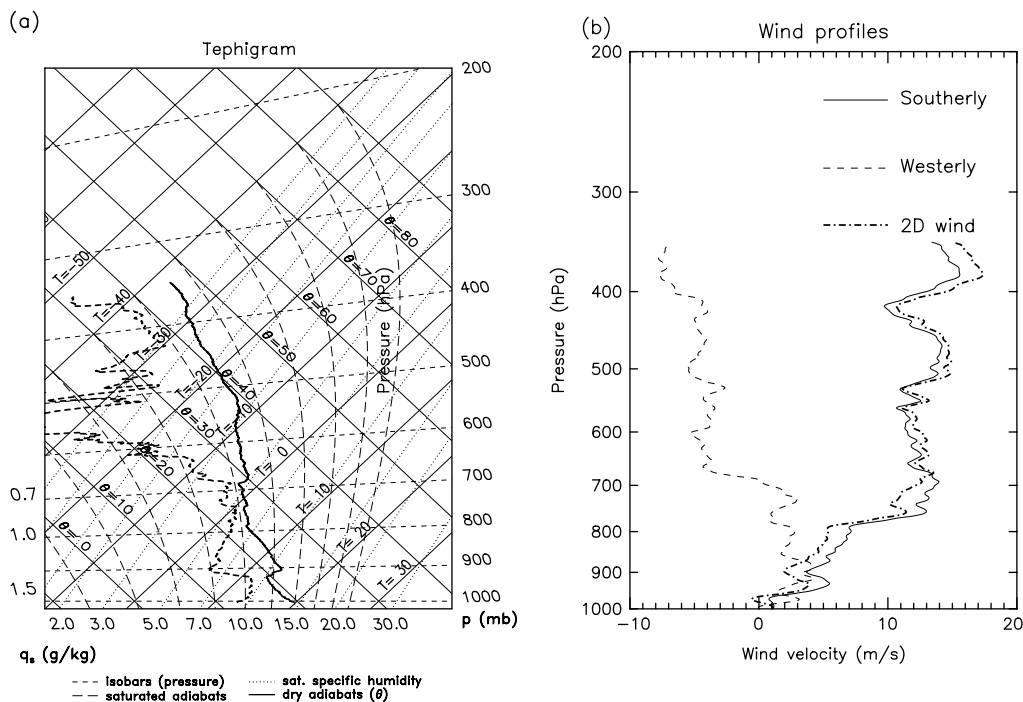 (a)
Tephigram
200
300
400
500
600
700
800
900
1000
p (mb)
T=-50
T=-40
T=-30
T=-20
T=-10
T= 0
T= 10
T= 20
T= 30
θ=80
θ=70
θ=60
θ=50
θ=40
θ=30
θ=20
θ=10
θ= 0
0.7
1.0
1.5
2.0 3.0 5.0 7.0 10.0 15.0 20.0 30.0
qs (g/kg)
isobars (pressure)
saturated adiabats
sat. specific humidity
dry adiabats (θ)
Pressure (hPa)
(b)
Wind profiles
200
300
400
500
600
700
800
900
1000
Pressure (hPa)
Southerly
Westerly
2D wind
-10 0 10 20
Wind velocity (m/s)